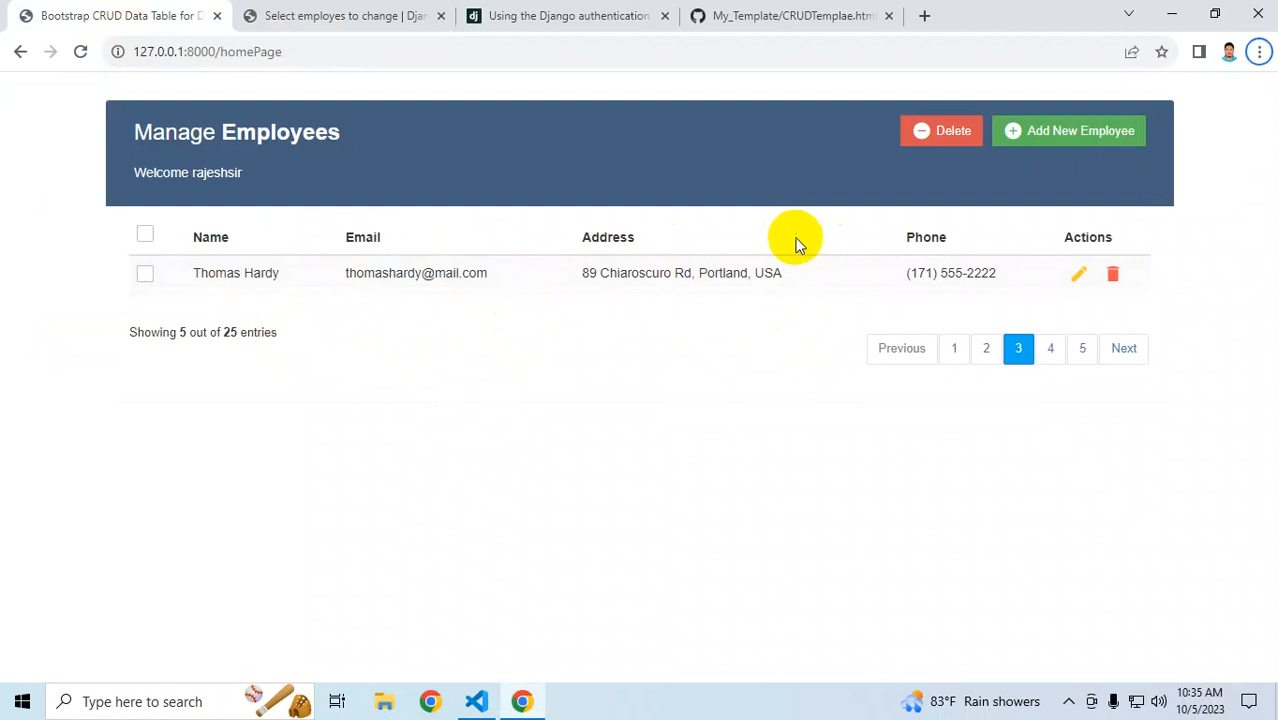 Bootstrap CRUD Data Table for D
Select employes to change | Djan
Using the Django authentication
My_Template/CRUDTemplae.html
127.0.0.1:8000/homePage
Manage Employees
Delete
Add New Employee
Welcome rajeshsir
Name Email Address Phone Actions
Thomas Hardy thomashardy@mail.com 89 Chiaroscuro Rd, Portland, USA (171) 555-2222
Showing 5 out of 25 entries
Previous 1 2 3 4 5 Next
Type here to search
83°F Rain showers
10:35 AM
10/5/2023